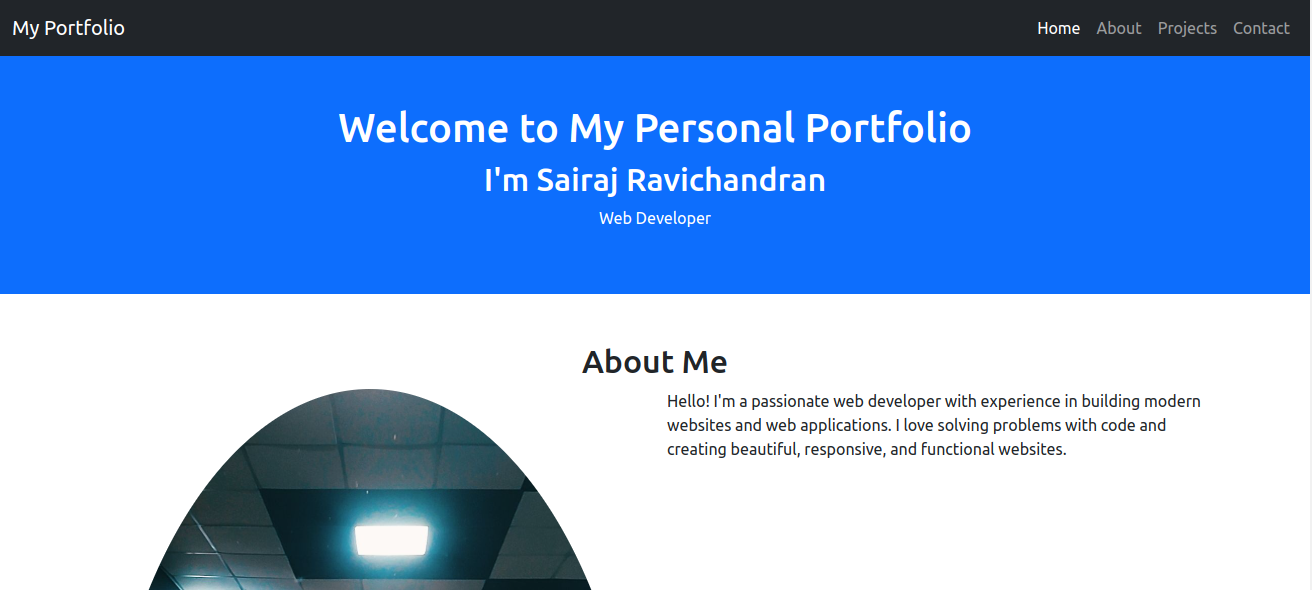 My Portfolio
Home About Projects Contact
Welcome to My Personal Portfolio
I'm Sairaj Ravichandran
Web Developer
About Me
Hello! I'm a passionate web developer with experience in building modern
websites and web applications. I love solving problems with code and
creating beautiful, responsive, and functional websites.